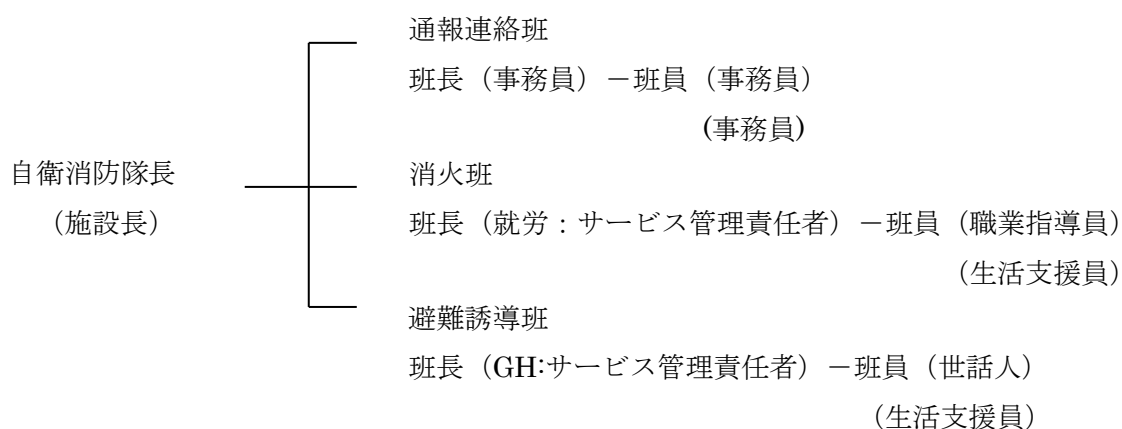 通報連絡班
班長（事務員）－班員（事務員）
(事務員)
自衛消防隊長
（施設長）
消火班
班長（就労：サービス管理責任者）－班員（職業指導員）
（生活支援員）
避難誘導班
班長（GH:サービス管理責任者）－班員（世話人）
（生活支援員）